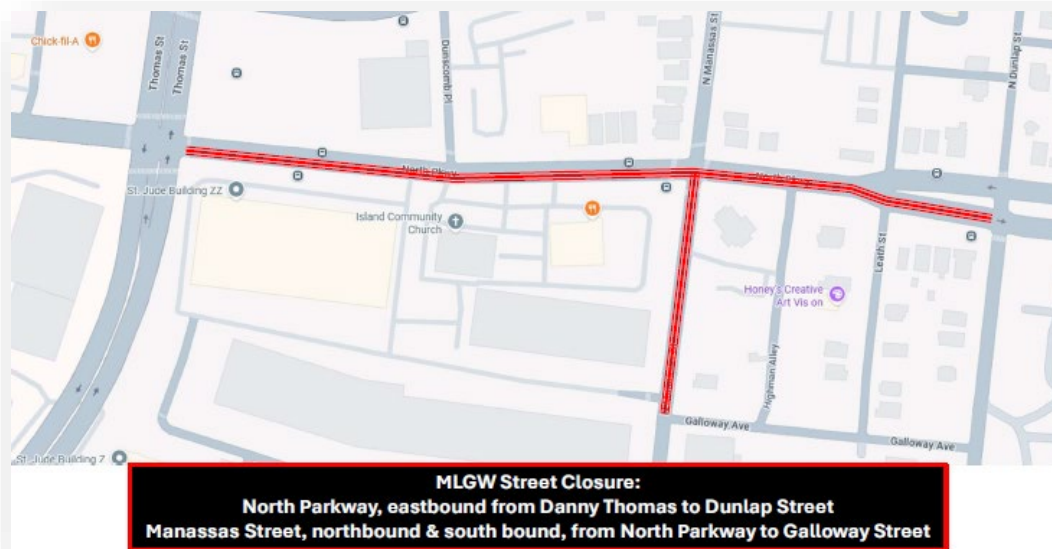 Chick-fil-A
Thomas St
Thomas St
Dunscomb Pl
N Manassas St
N Dunlap St
North Pkwy
St. Jude Building ZZ
Island Community
Church
Leath St
Honey's Creative
Art Vis on
Highman Alley
Galloway Ave
Galloway Ave
St. Jude Building 7
MLGW Street Closure:
North Parkway, eastbound from Danny Thomas to Dunlap Street
Manassas Street, northbound & south bound, from North Parkway to Galloway Street